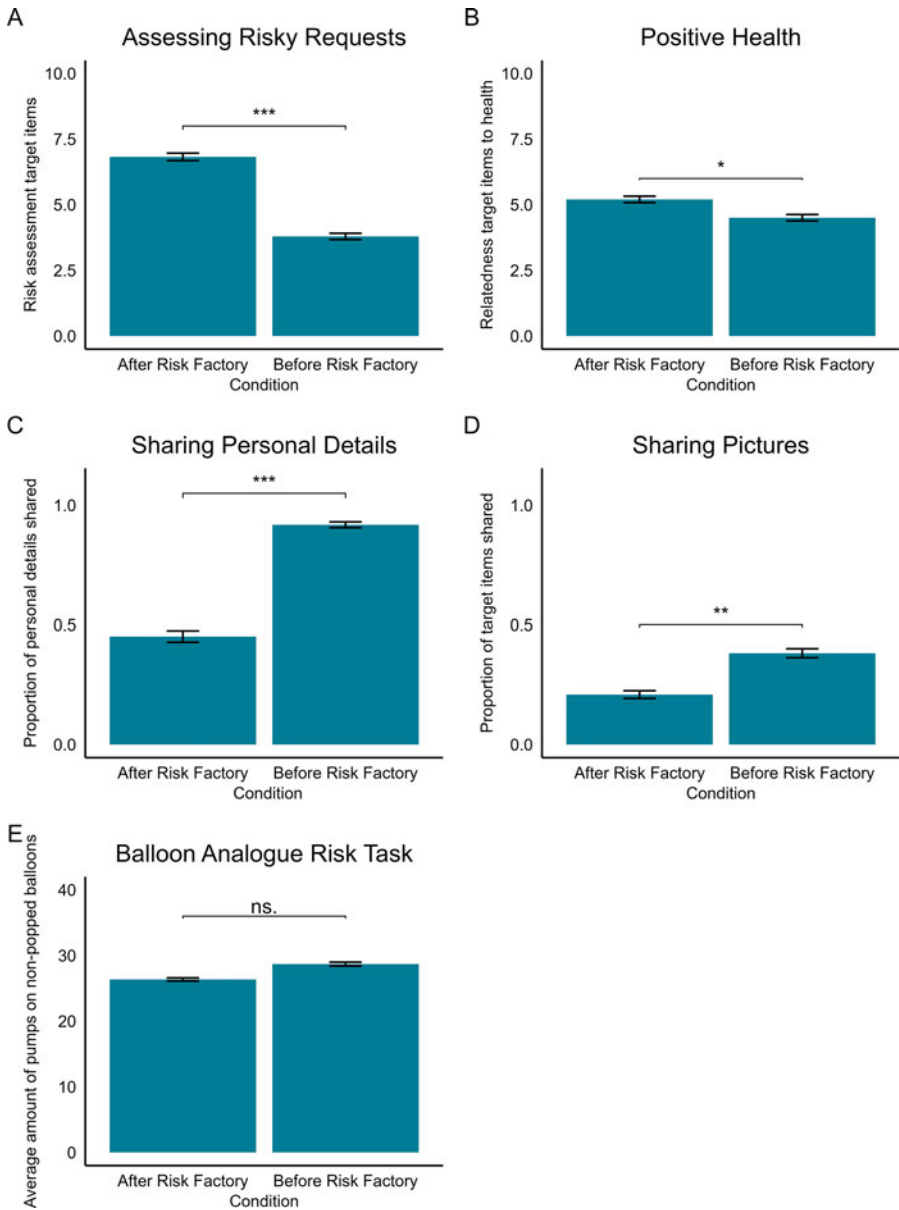 A
Assessing Risky Requests
Risk assessment target items
10.0
7.5
5.0
2.5
0.0
***
After Risk Factory
Before Risk Factory
Condition
B
Positive Health
Relatedness target items to health
10.0
7.5
5.0
2.5
0.0
*
After Risk Factory
Before Risk Factory
Condition
C
Sharing Personal Details
Proportion of personal details shared
1.0
0.5
0.0
***
After Risk Factory
Before Risk Factory
Condition
D
Sharing Pictures
Proportion of target items shared
1.0
0.5
0.0
**
After Risk Factory
Before Risk Factory
Condition
E
Balloon Analogue Risk Task
Average amount of pumps on non-popped balloons
40
30
20
10
0
ns.
After Risk Factory
Before Risk Factory
Condition